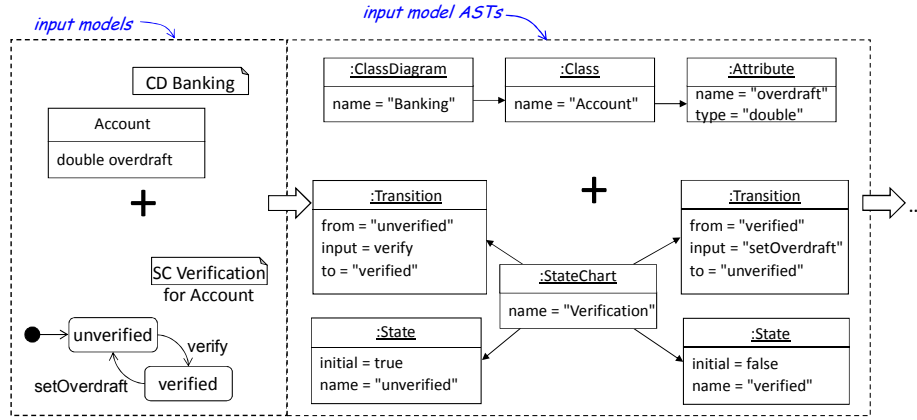 input models
input model ASTs
CD Banking
Account
double overdraft
+
SC Verification
for Account
unverified
verify
setOverdraft
verified
:ClassDiagram
name = "Banking"
:Class
name = "Account"
:Attribute
name = "overdraft"
type = "double"
+
:Transition
from = "unverified"
input = verify
to = "verified"
:Transition
from = "verified"
input = "setOverdraft"
to = "unverified"
:StateChart
name = "Verification"
:State
initial = true
name = "unverified"
:State
initial = false
name = "verified"
..